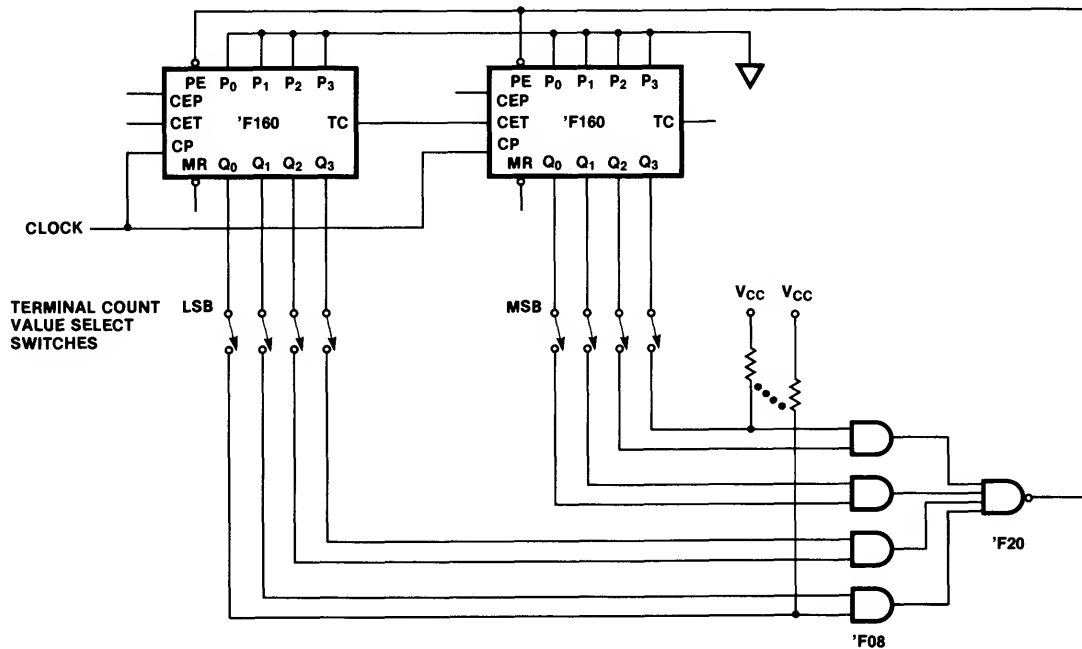 PE P0 P1 P2 P3
CEP
CET 'F160 TC
CP
MR Q0 Q1 Q2 Q3
PE P0 P1 P2 P3
CEP
CET 'F160 TC
CP
MR Q0 Q1 Q2 Q3
CLOCK
TERMINAL COUNT
VALUE SELECT
SWITCHES
LSB
MSB
VCC VCC
'F20
'F08